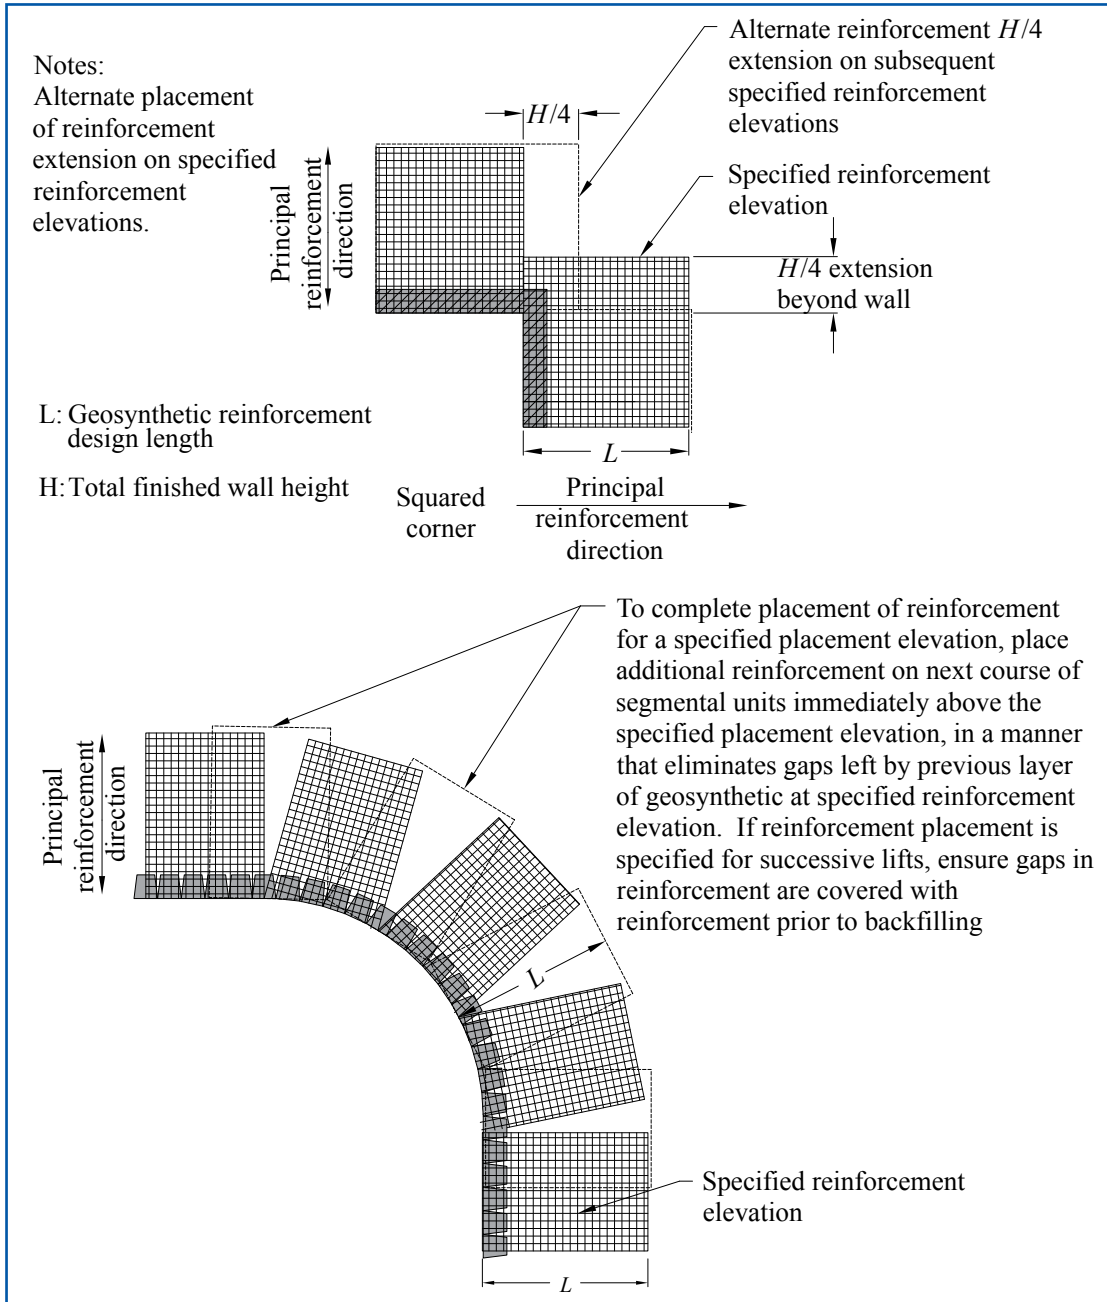 Notes:
Alternate placement
of reinforcement
extension on specified
reinforcement
elevations.
Alternate reinforcement H/4
extension on subsequent
specified reinforcement
elevations
H/4
Principal
reinforcement
direction
Specified reinforcement
elevation
H/4 extension
beyond wall
L: Geosynthetic reinforcement
design length
L
H: Total finished wall height
Squared
corner
Principal
reinforcement
direction
To complete placement of reinforcement
for a specified placement elevation, place
additional reinforcement on next course of
segmental units immediately above the
specified placement elevation, in a manner
that eliminates gaps left by previous layer
of geosynthetic at specified reinforcement
elevation. If reinforcement placement is
specified for successive lifts, ensure gaps in
reinforcement are covered with
reinforcement prior to backfilling
Principal
reinforcement
direction
L
Specified reinforcement
elevation
L